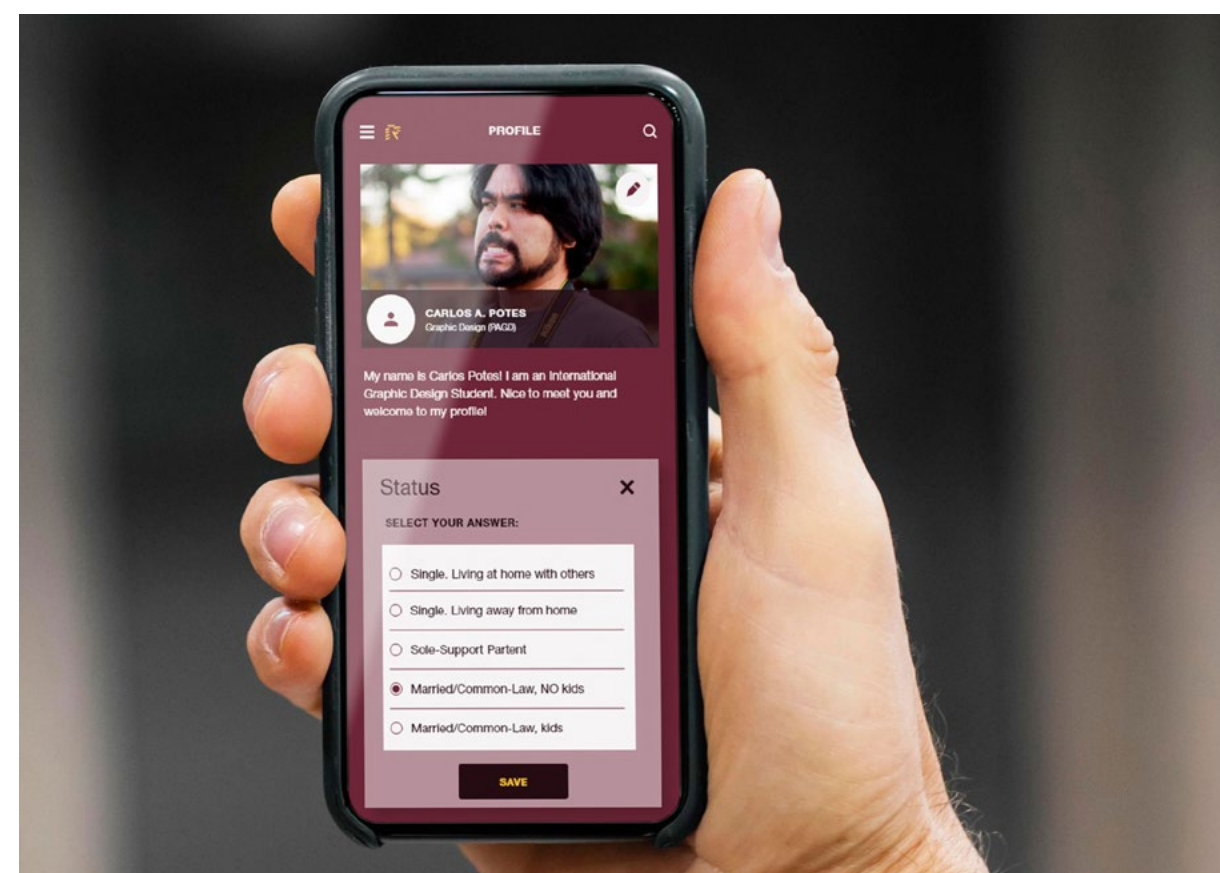 PROFILE
CARLOS A. POTES
Graphic Design (PAGD)
My name is Carlos Potes! I am an International
Graphic Design Student. Nice to meet you and
welcome to my profile!
Status
SELECT YOUR ANSWER:
Single. Living at home with others
Single. Living away from home
Sole-Support Partent
Married/Common-Law, NO kids
Married/Common-Law, kids
SAVE